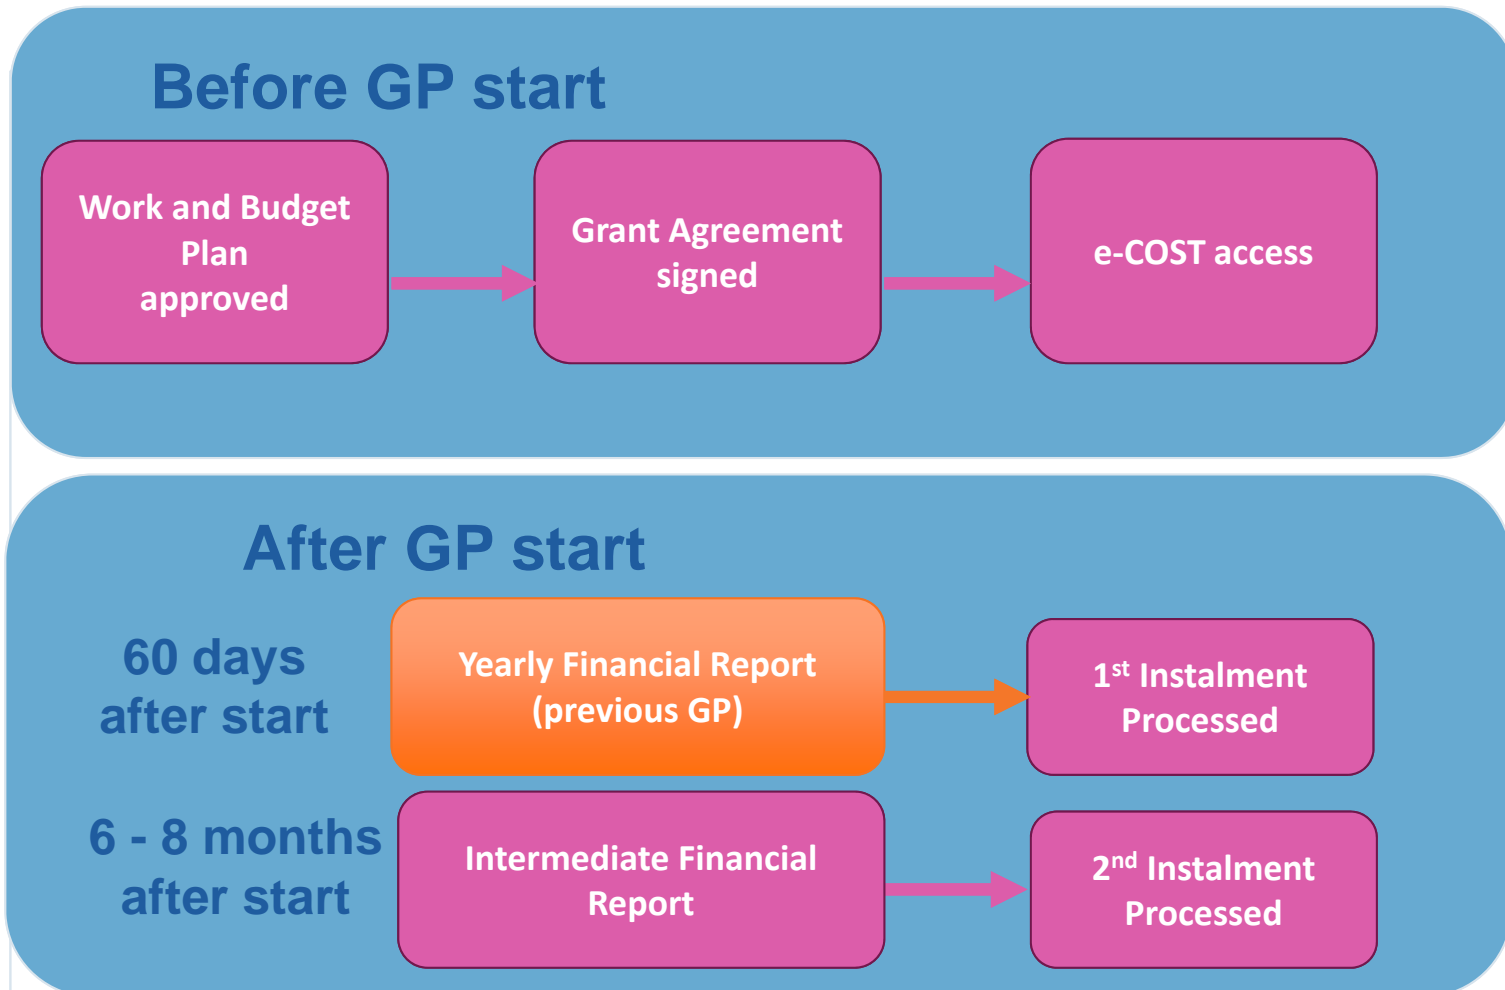 Before GP start
Work and Budget
Plan
approved
Grant Agreement
signed
e-COST access
After GP start
60 days
after start
Yearly Financial Report
(previous GP)
1st Instalment
Processed
6 - 8 months
after start
Intermediate Financial
Report
2nd Instalment
Processed